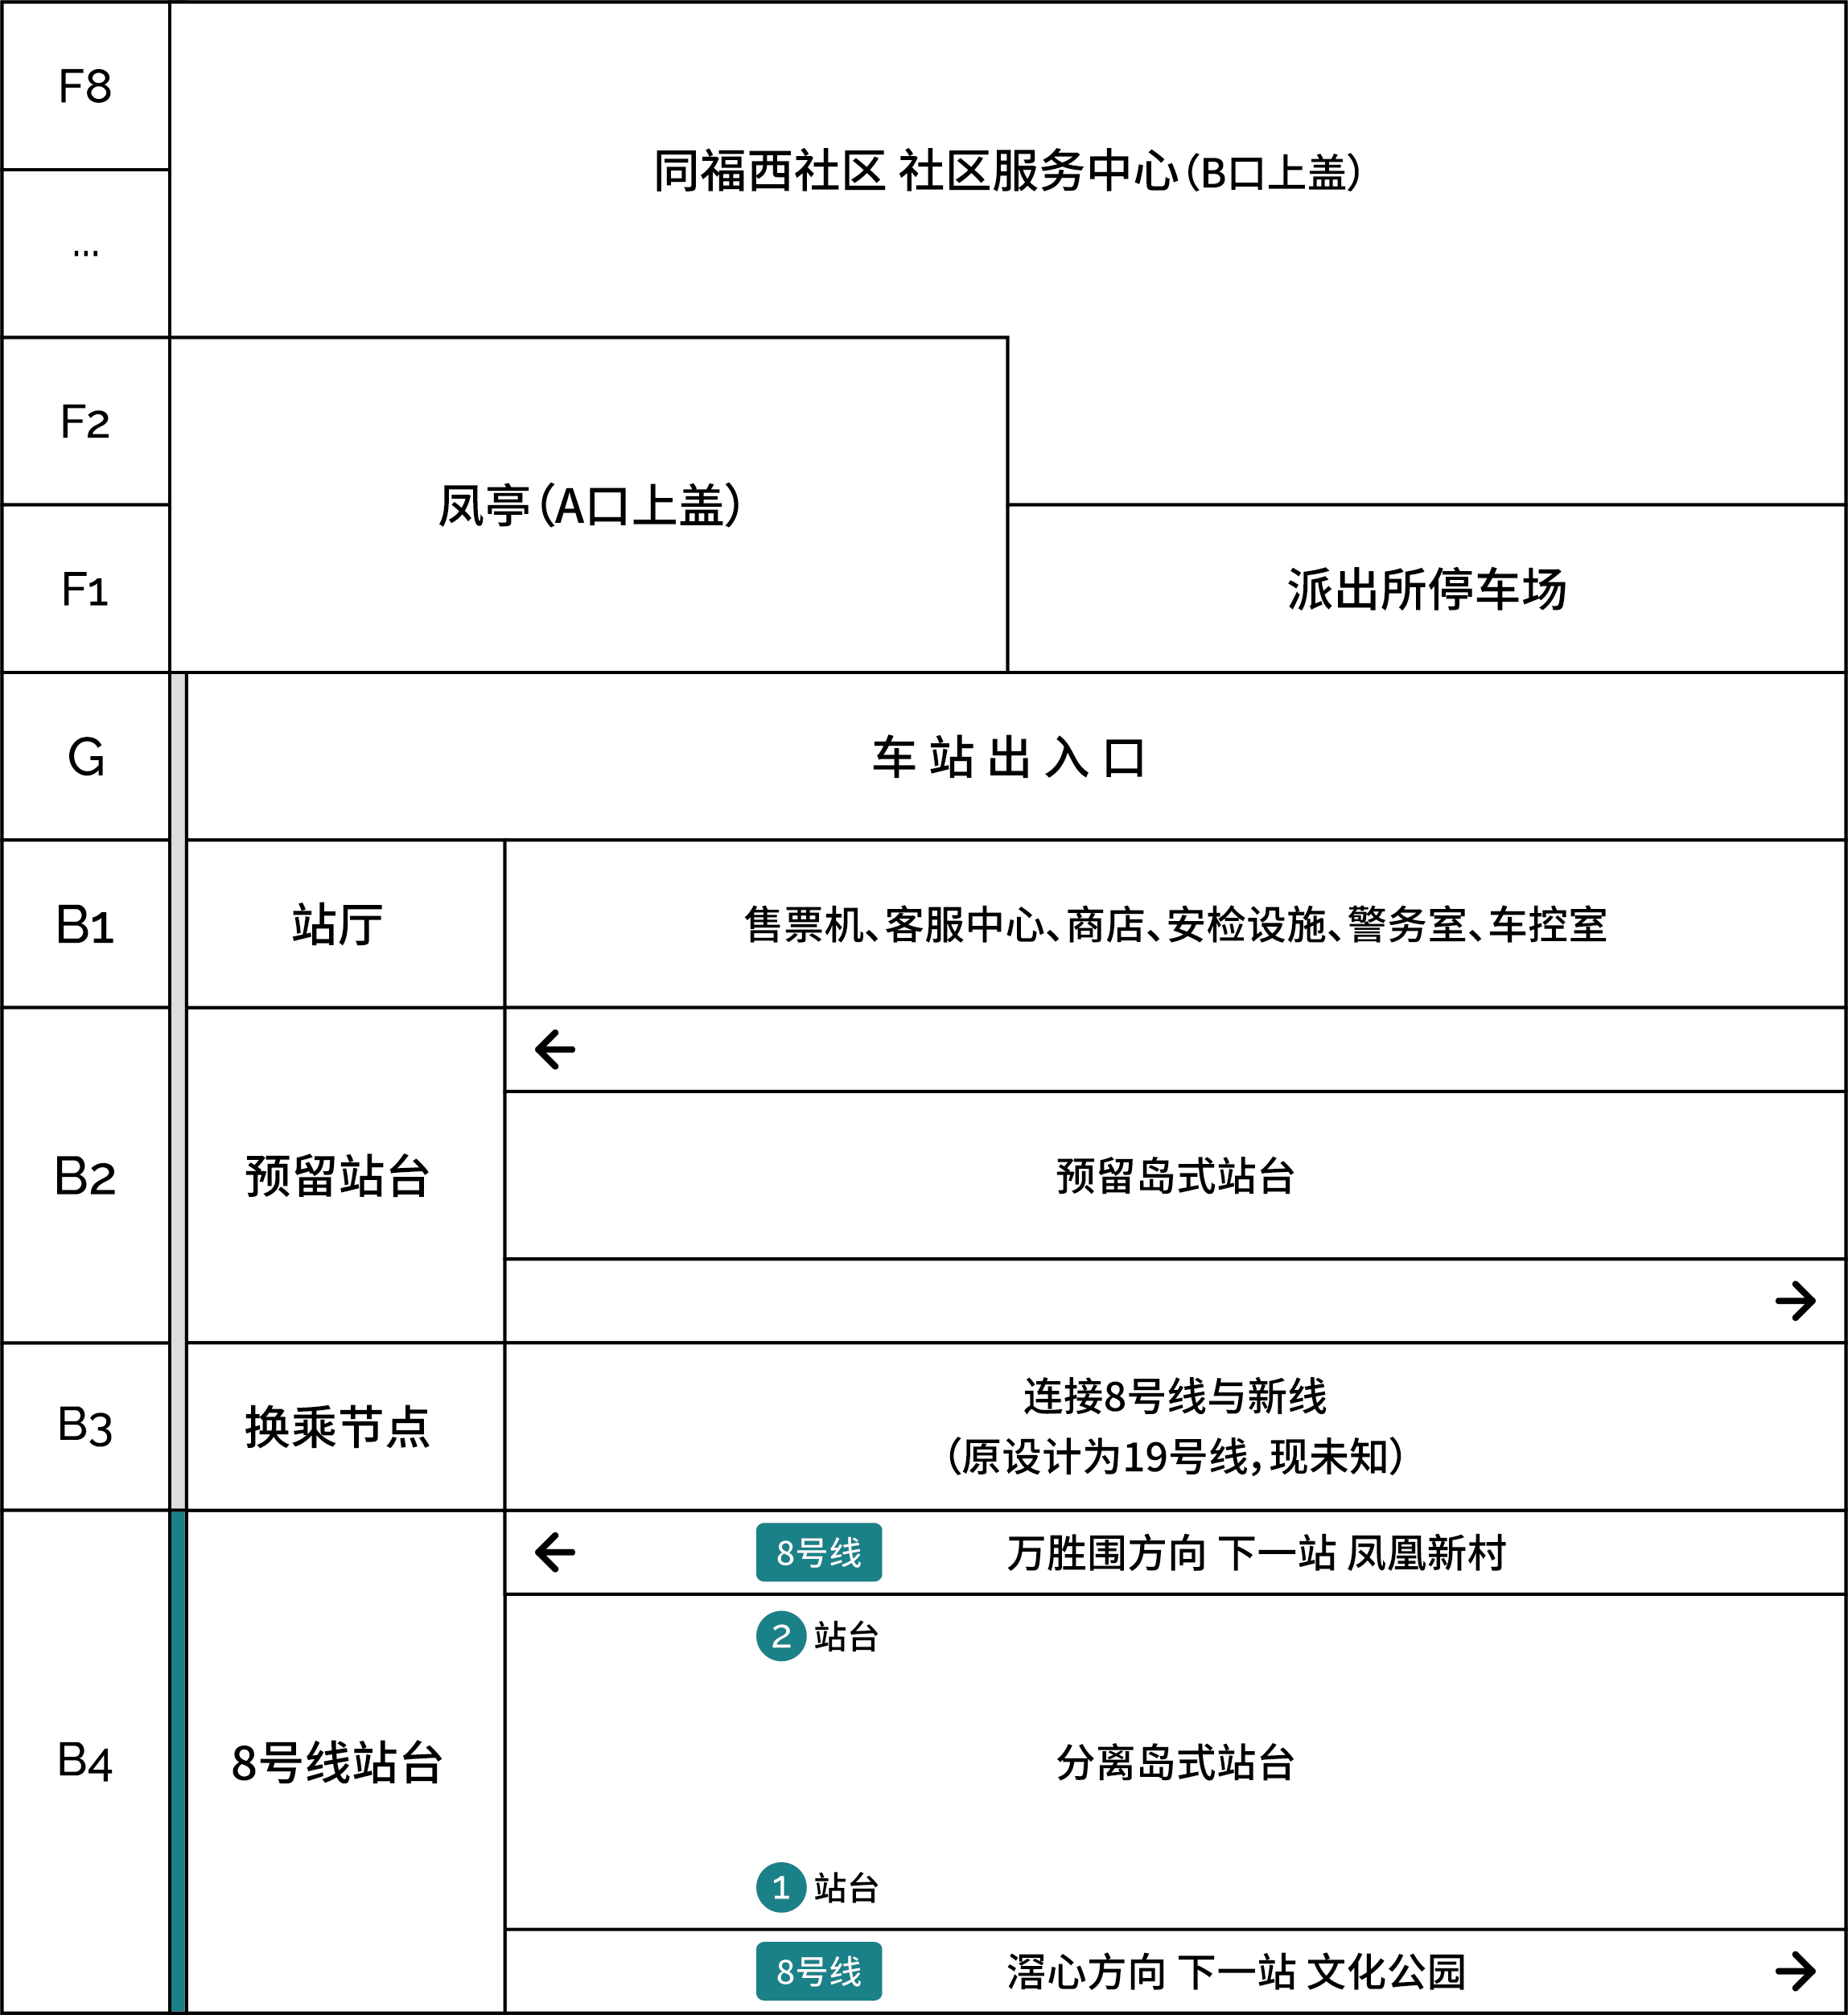 F8
同福西社区 社区服务中心（B口上盖）
…
F2
凤亭（A口上盖）
F1
派出所停车场
G
车站出入口
B1
站厅
售票机、客服中心、商店、安检设施、警务室、车控室
B2
预留站台
预留岛式站台
B3
换乘节点
连接8号线与新线
（原设计为19号线，现未知）
B4
8号线站台
8号线 万胜围方向 下一站 凤凰新村
2 站台
分离岛式站台
1 站台
8号线 滘心方向 下一站 文化公园